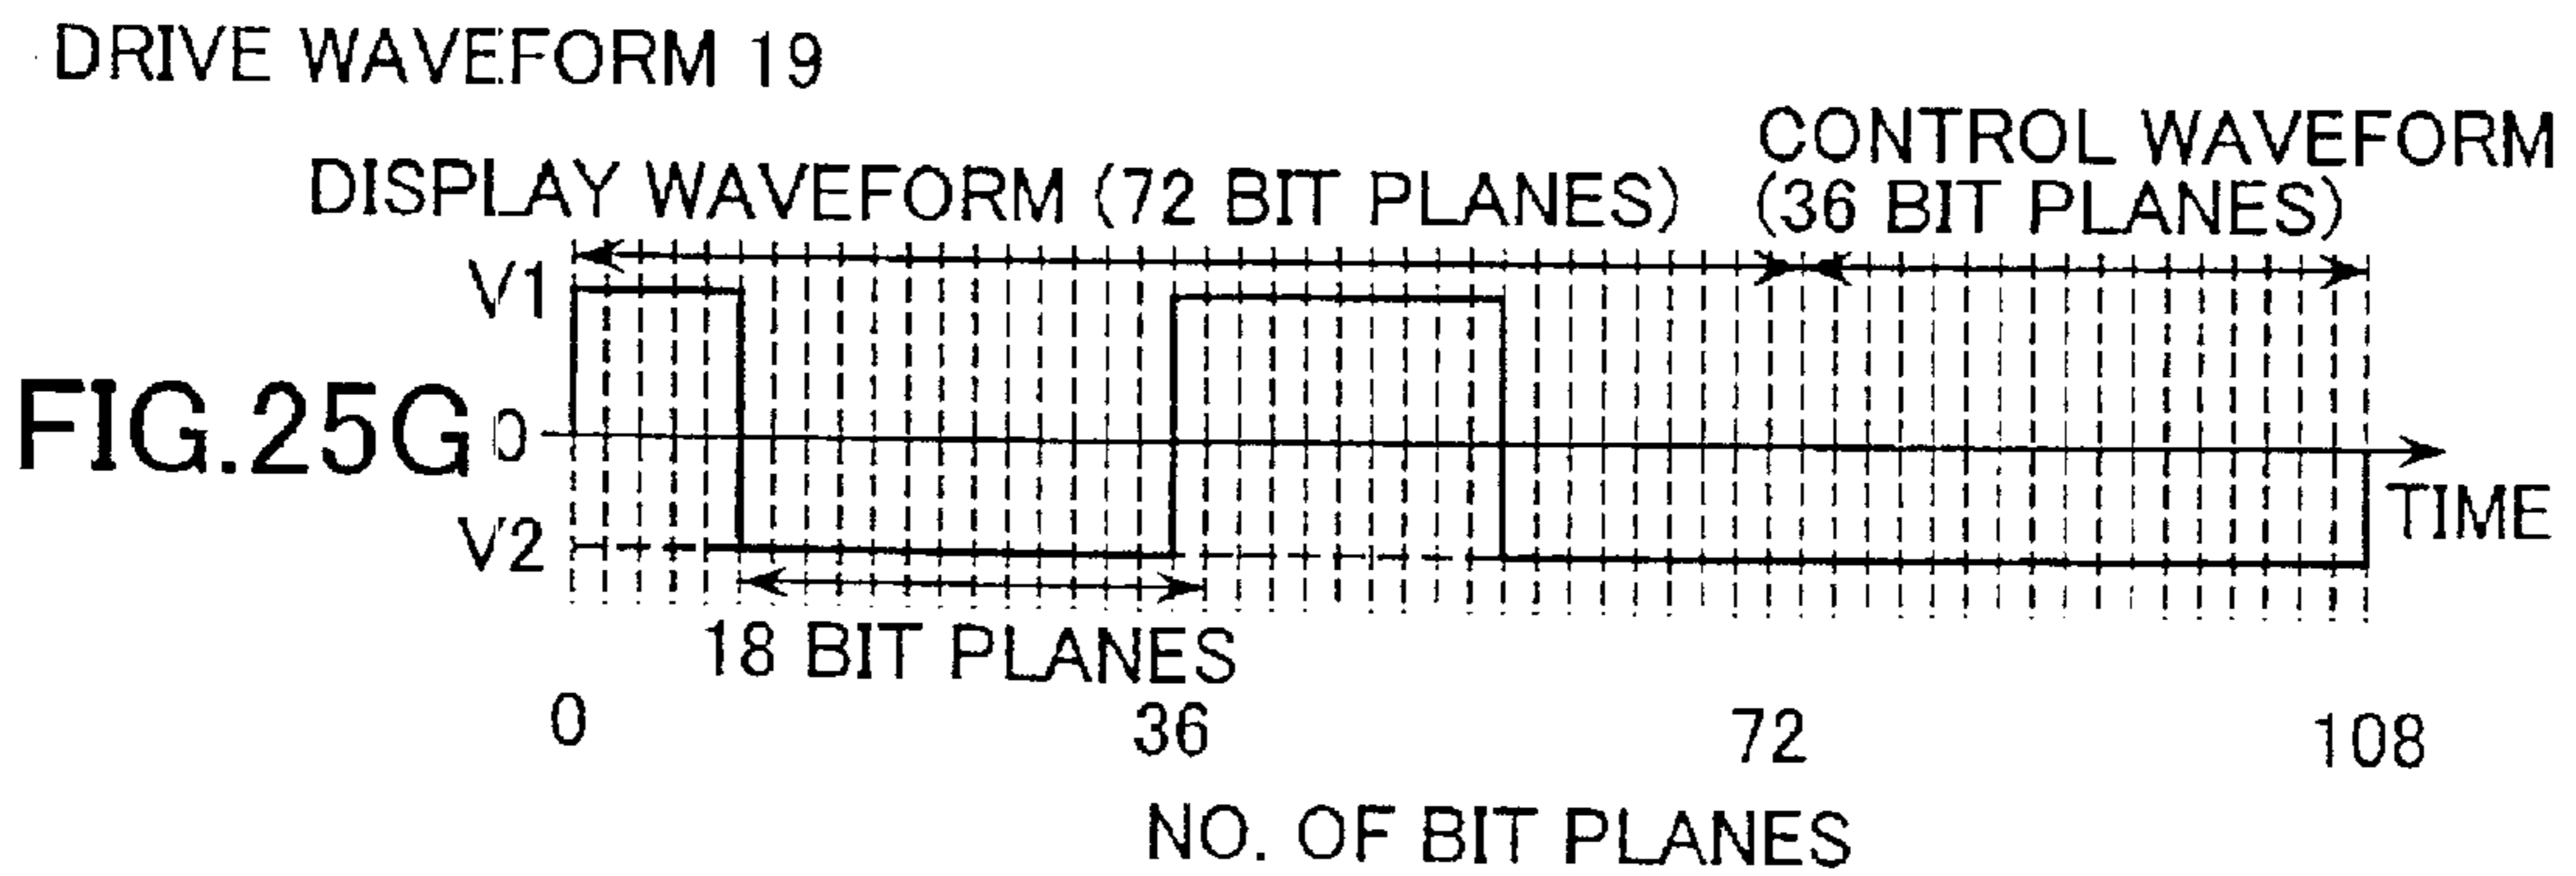 DRIVE WAVEFORM 19
CONTROL WAVEFORM
DISPLAY WAVEFORM (72 BIT PLANES)
(36 BIT PLANES)
V1
FIG.25G
0
V2
TIME
18 BIT PLANES
0
36
72
108
NO. OF BIT PLANES